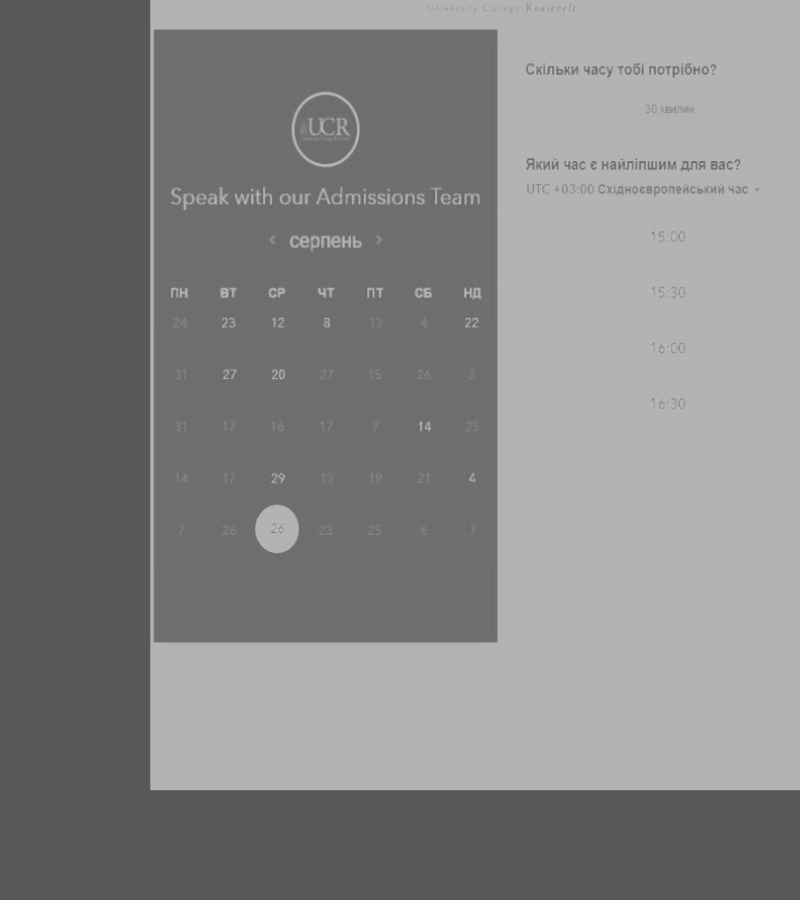 University College Roosevelt
UCR
Speak with our Admissions Team
‹ серпень ›
ПН ВТ СР ЧТ ПТ СБ НД
24 23 12 8 13 4 22
31 27 20 27 15 26 3
31 17 16 17 7 14 25
14 17 29 13 19 21 4
7 26 26 23 25 6 7
Скільки часу тобі потрібно?
30 хвилин
Який час є найліпшим для вас?
UTC +03:00 Східноєвропейський час
15:00
15:30
16:00
16:30